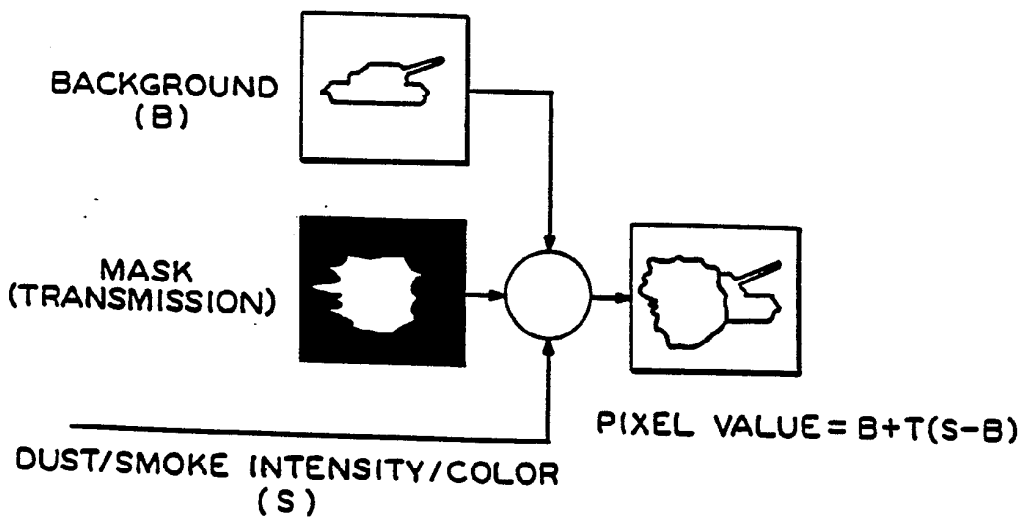 BACKGROUND
(B)
MASK
(TRANSMISSION)
PIXEL VALUE = B+T(S-B)
DUST/SMOKE INTENSITY/COLOR
(S)